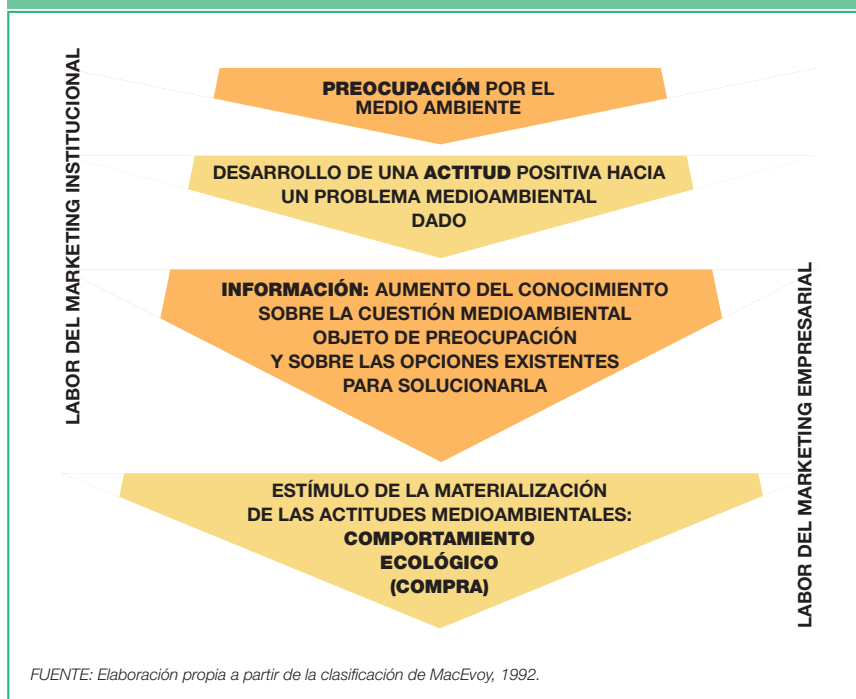 LABOR DEL MARKETING INSTITUCIONAL
PREOCUPACIÓN POR EL
MEDIO AMBIENTE
DESARROLLO DE UNA ACTITUD POSITIVA HACIA
UN PROBLEMA MEDIOAMBIENTAL
DADO
INFORMACIÓN: AUMENTO DEL CONOCIMIENTO
SOBRE LA CUESTIÓN MEDIOAMBIENTAL
OBJETO DE PREOCUPACIÓN
Y SOBRE LAS OPCIONES EXISTENTES
PARA SOLUCIONARLA
ESTÍMULO DE LA MATERIALIZACIÓN
DE LAS ACTITUDES MEDIOAMBIENTALES:
COMPORTAMIENTO
ECOLÓGICO
(COMPRA)
LABOR DEL MARKETING EMPRESARIAL
FUENTE: Elaboración propia a partir de la clasificación de MacEvoy, 1992.